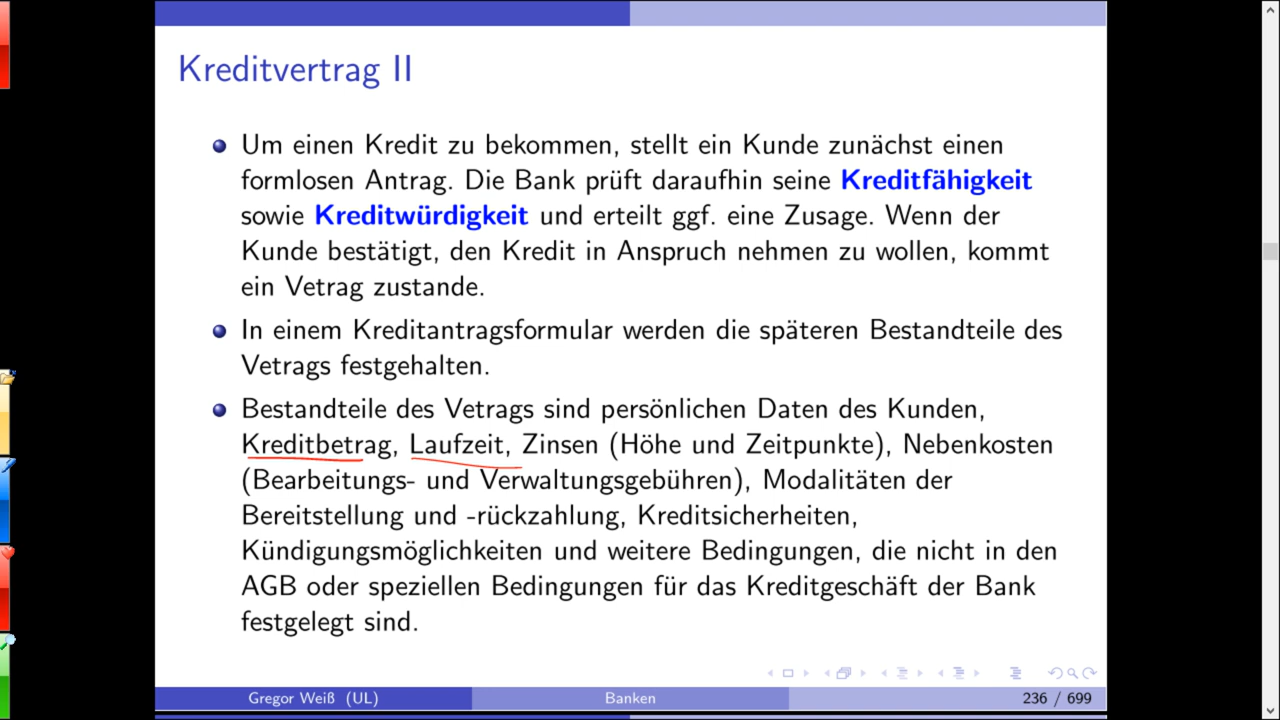 Kreditvertrag II
Um einen Kredit zu bekommen, stellt ein Kunde zunächst einen
formlosen Antrag. Die Bank prüft daraufhin seine Kreditfähigkeit
sowie Kreditwürdigkeit und erteilt ggf. eine Zusage. Wenn der
Kunde bestätigt, den Kredit in Anspruch nehmen zu wollen, kommt
ein Vetrag zustande.
In einem Kreditantragsformular werden die späteren Bestandteile des
Vetrags festgehalten.
Bestandteile des Vetrags sind persönlichen Daten des Kunden,
Kreditbetrag, Laufzeit, Zinsen (Höhe und Zeitpunkte), Nebenkosten
(Bearbeitungs- und Verwaltungsgebühren), Modalitäten der
Bereitstellung und -rückzahlung, Kreditsicherheiten,
Kündigungsmöglichkeiten und weitere Bedingungen, die nicht in den
AGB oder speziellen Bedingungen für das Kreditgeschäft der Bank
festgelegt sind.
Gregor Weiß (UL) Banken 236 / 699